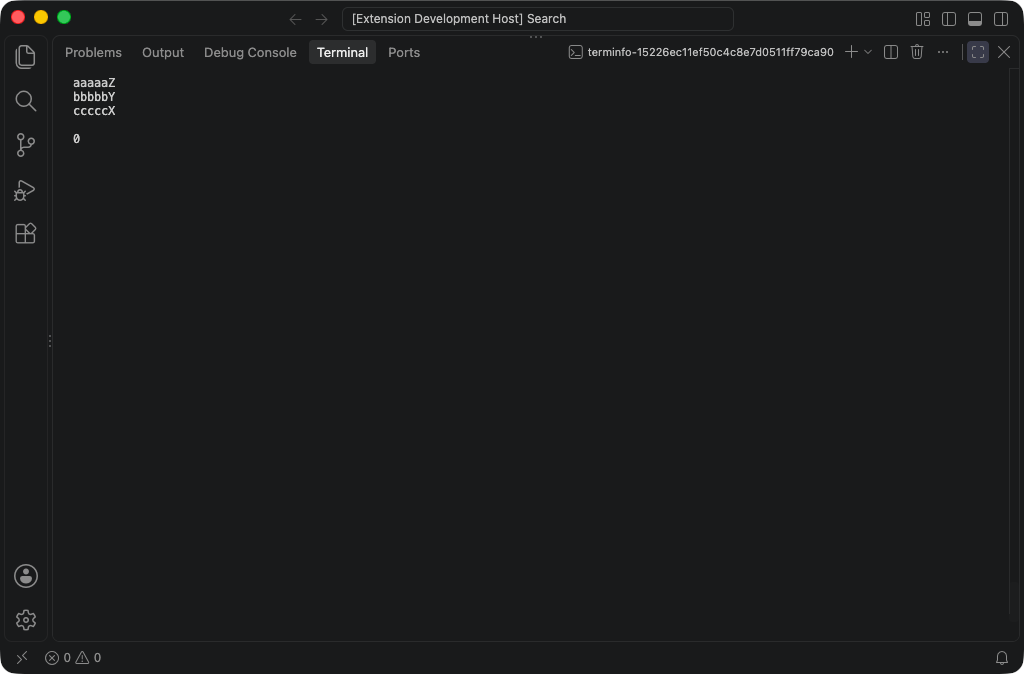 [Extension Development Host] Search
Problems Output Debug Console Terminal Ports terminfo-15226ec11ef50c4c8e7d0511ff79ca90
aaaaaZ
bbbbbY
cccccX
0
0 0